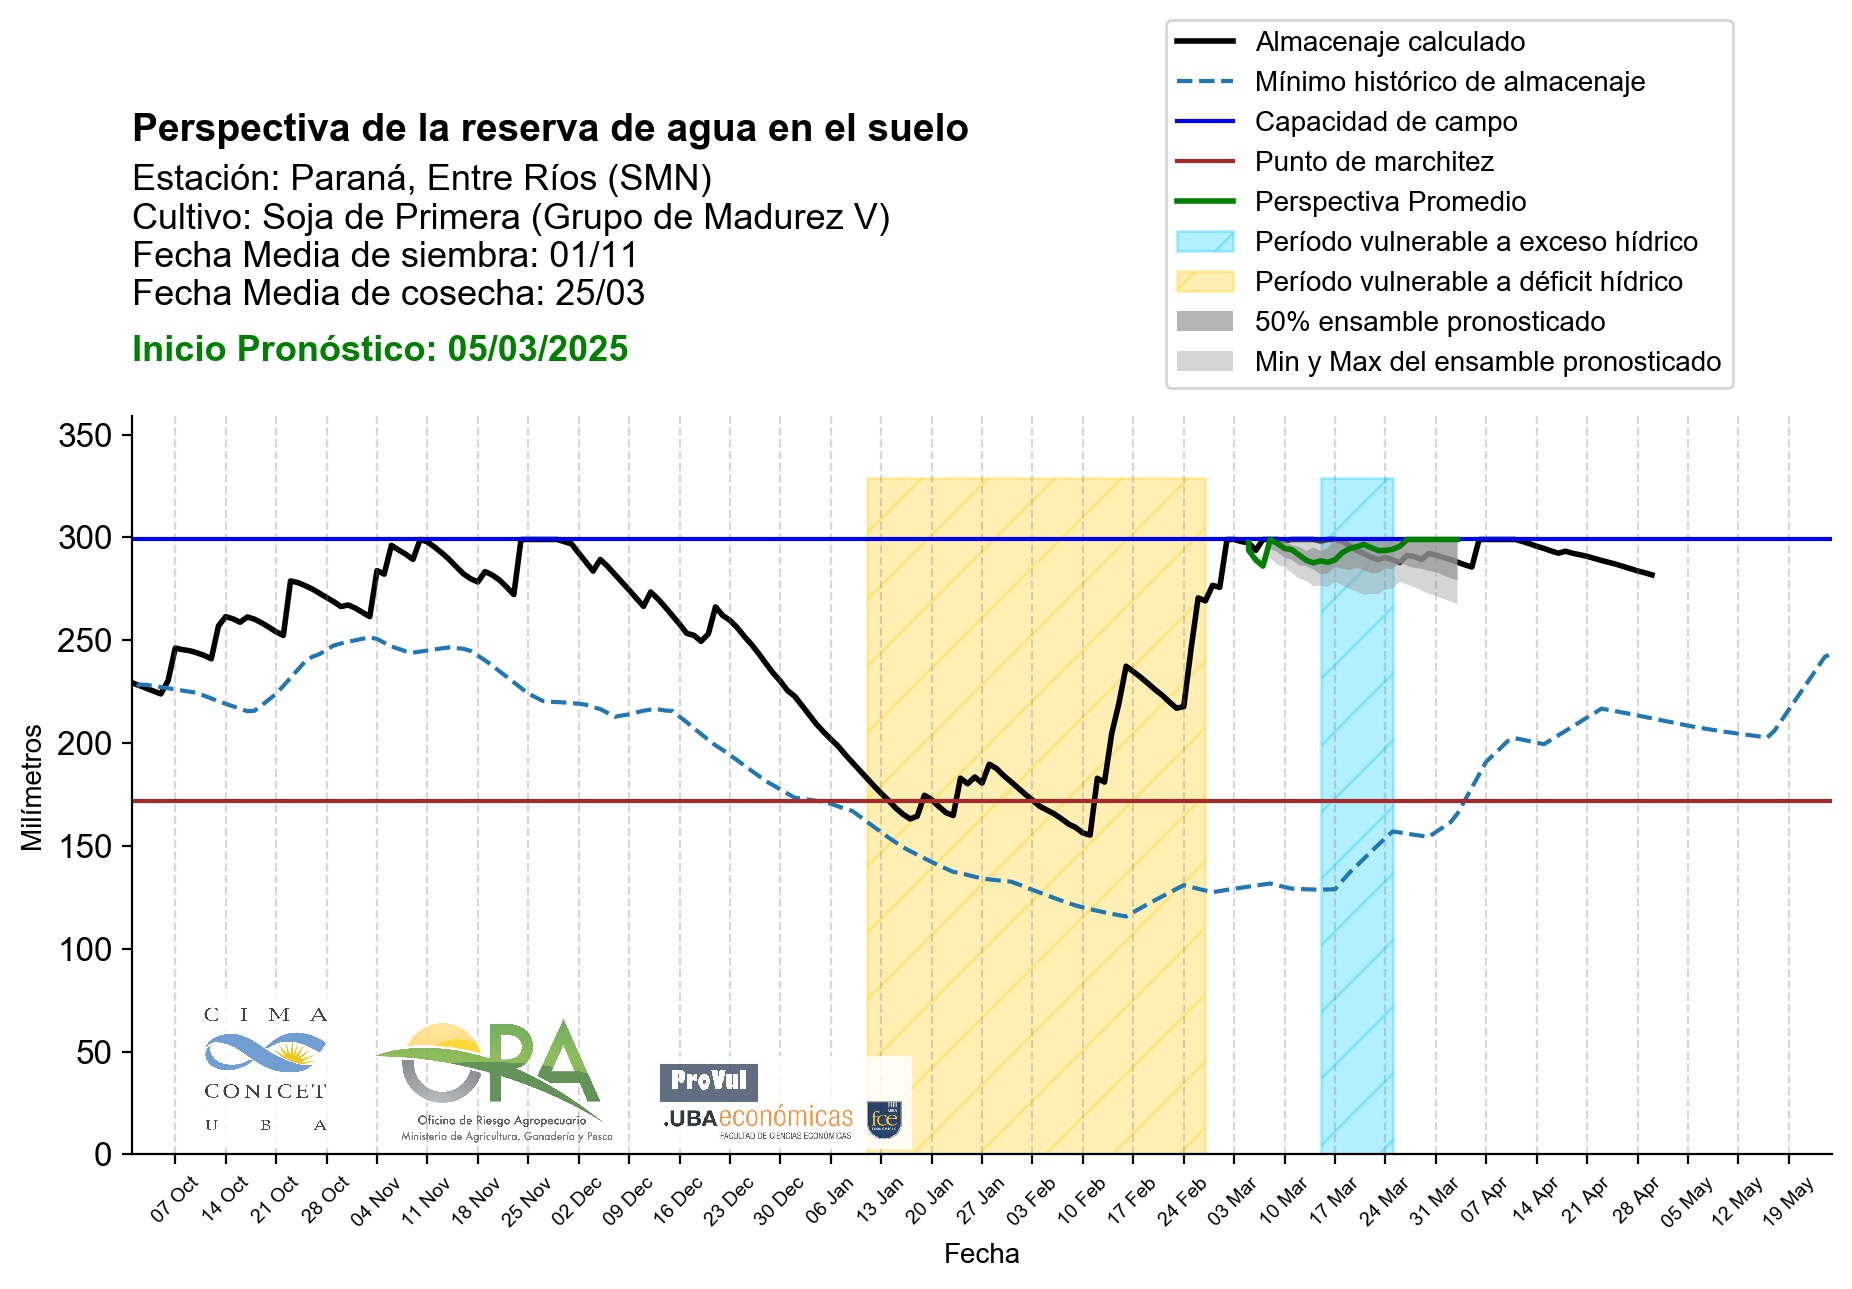 Almacenaje calculado
Mínimo histórico de almacenaje
Capacidad de campo
Punto de marchitez
Perspectiva Promedio
Período vulnerable a exceso hídrico
Período vulnerable a déficit hídrico
50% ensamble pronosticado
Min y Max del ensamble pronosticado
Perspectiva de la reserva de agua en el suelo
Estación: Paraná, Entre Ríos (SMN)
Cultivo: Soja de Primera (Grupo de Madurez V)
Fecha Media de siembra: 01/11
Fecha Media de cosecha: 25/03
Inicio Pronóstico: 05/03/2025
Milímetros
350
300
250
200
150
100
50
0
C I M A
CONICET
U B A
OPA
Oficina de Riesgo Agropecuario
Ministerio de Agricultura, Ganadería y Pesca
ProVul
.UBAeconómicas
FACULTAD DE CIENCIAS ECONÓMICAS
UBA
fce
07 Oct
14 Oct
21 Oct
28 Oct
04 Nov
11 Nov
18 Nov
25 Nov
02 Dec
09 Dec
16 Dec
23 Dec
30 Dec
06 Jan
13 Jan
20 Jan
27 Jan
03 Feb
10 Feb
17 Feb
24 Feb
03 Mar
10 Mar
17 Mar
24 Mar
31 Mar
07 Apr
14 Apr
21 Apr
28 Apr
05 May
12 May
19 May
Fecha